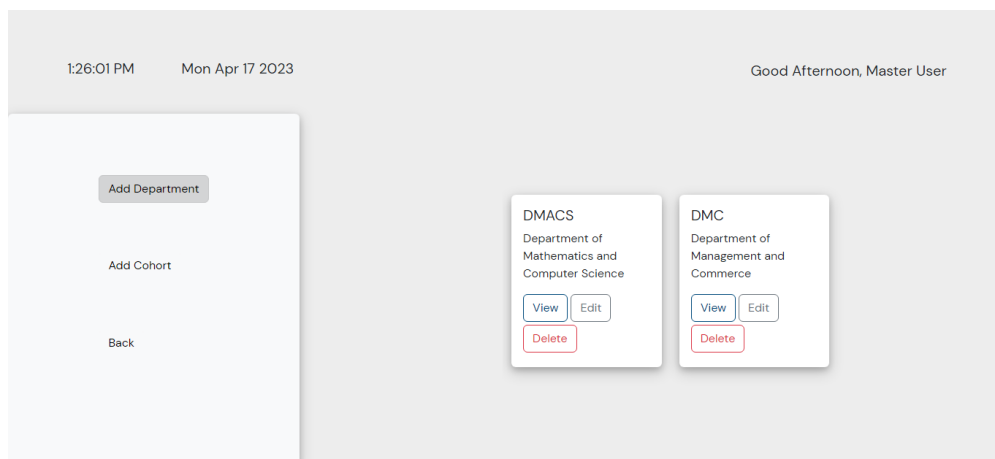 1:26:01 PM Mon Apr 17 2023
Good Afternoon, Master User
Add Department
Add Cohort
Back
DMACS
Department of
Mathematics and
Computer Science
View Edit
Delete
DMC
Department of
Management and
Commerce
View Edit
Delete